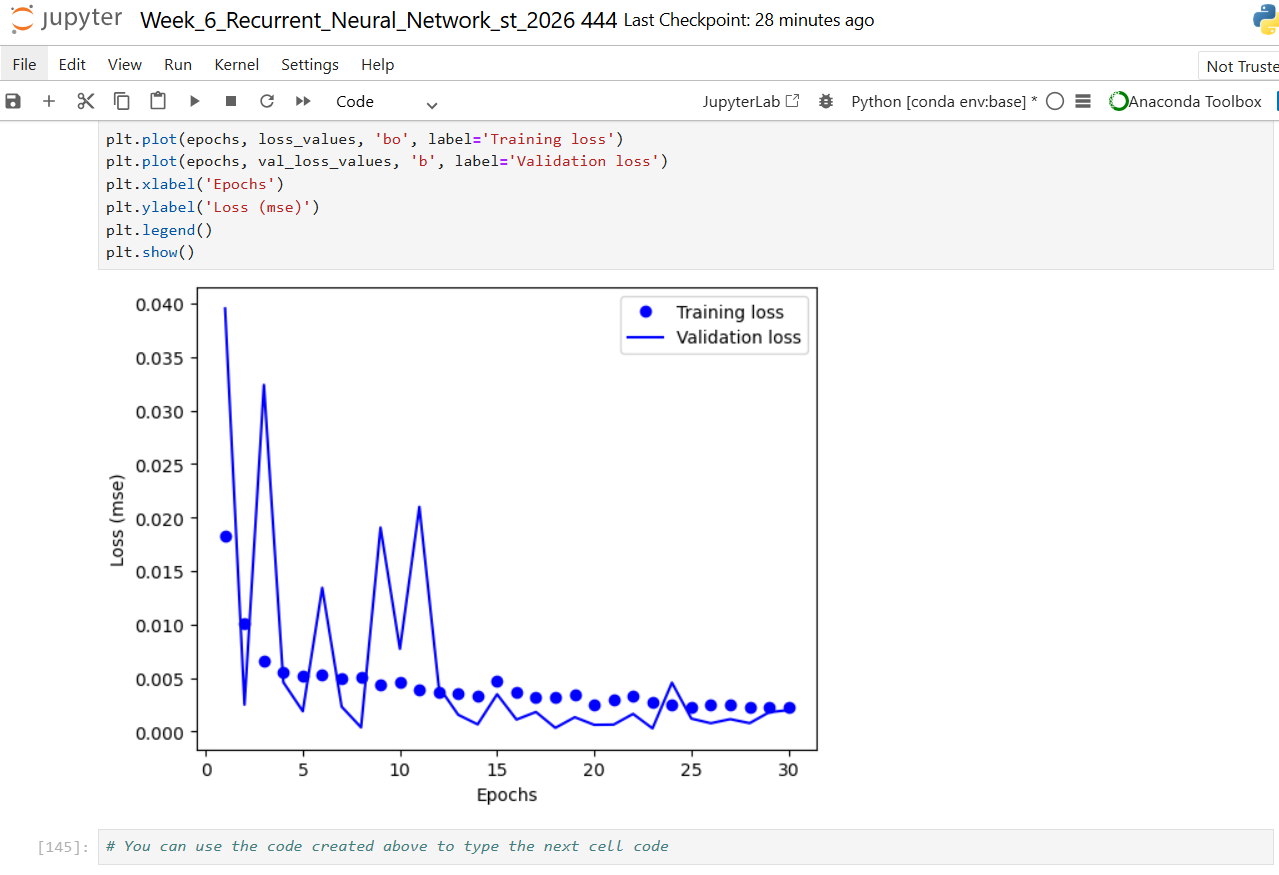 jupyter Week_6_Recurrent_Neural_Network_st_2026 444 Last Checkpoint: 28 minutes ago
File Edit View Run Kernel Settings Help Not Truste
Code JupyterLab Python [conda env:base] * Anaconda Toolbox
plt.plot(epochs, loss_values, 'bo', label='Training loss')
plt.plot(epochs, val_loss_values, 'b', label='Validation loss')
plt.xlabel('Epochs')
plt.ylabel('Loss (mse)')
plt.legend()
plt.show()
Training loss
Validation loss
0.040
0.035
0.030
0.025
0.020
0.015
0.010
0.005
0.000
Loss (mse)
0 5 10 15 20 25 30
Epochs
[145]: # You can use the code created above to type the next cell code